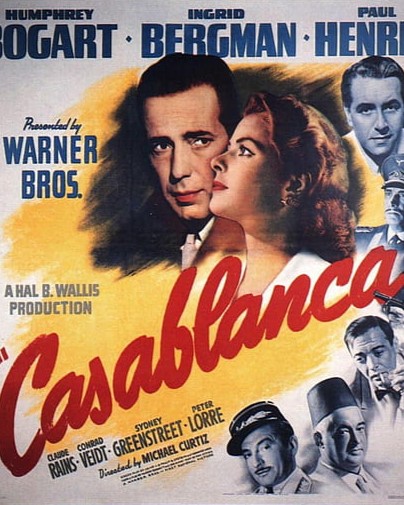 HUMPHREY INGRID PAUL
BOGART · BERGMAN · HENRE
Presented by
WARNER
BROS.
A HAL B. WALLIS
PRODUCTION
"Casablanca
CLAUDE RAINS · CONRAD VEIDT · SYDNEY GREENSTREET · PETER LORRE
Directed by MICHAEL CURTIZ